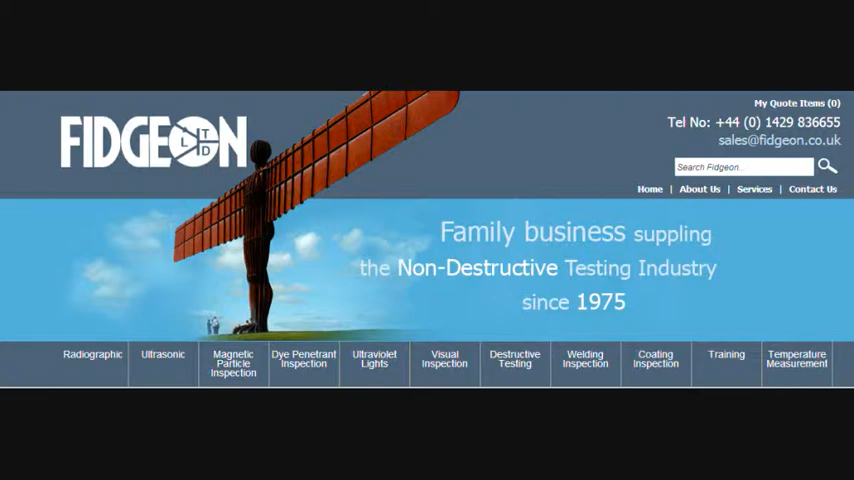 My Quote Items (0)
FIDGEON
LTD
Tel No: +44 (0) 1429 836655
sales@fidgeon.co.uk
Search Fidgeon...
Home | About Us | Services | Contact Us
Family business suppling
the Non-Destructive Testing Industry
since 1975
Radiographic
Ultrasonic
Magnetic
Particle
Inspection
Dye Penetrant
Inspection
Ultraviolet
Lights
Visual
Inspection
Destructive
Testing
Welding
Inspection
Coating
Inspection
Training
Temperature
Measurement